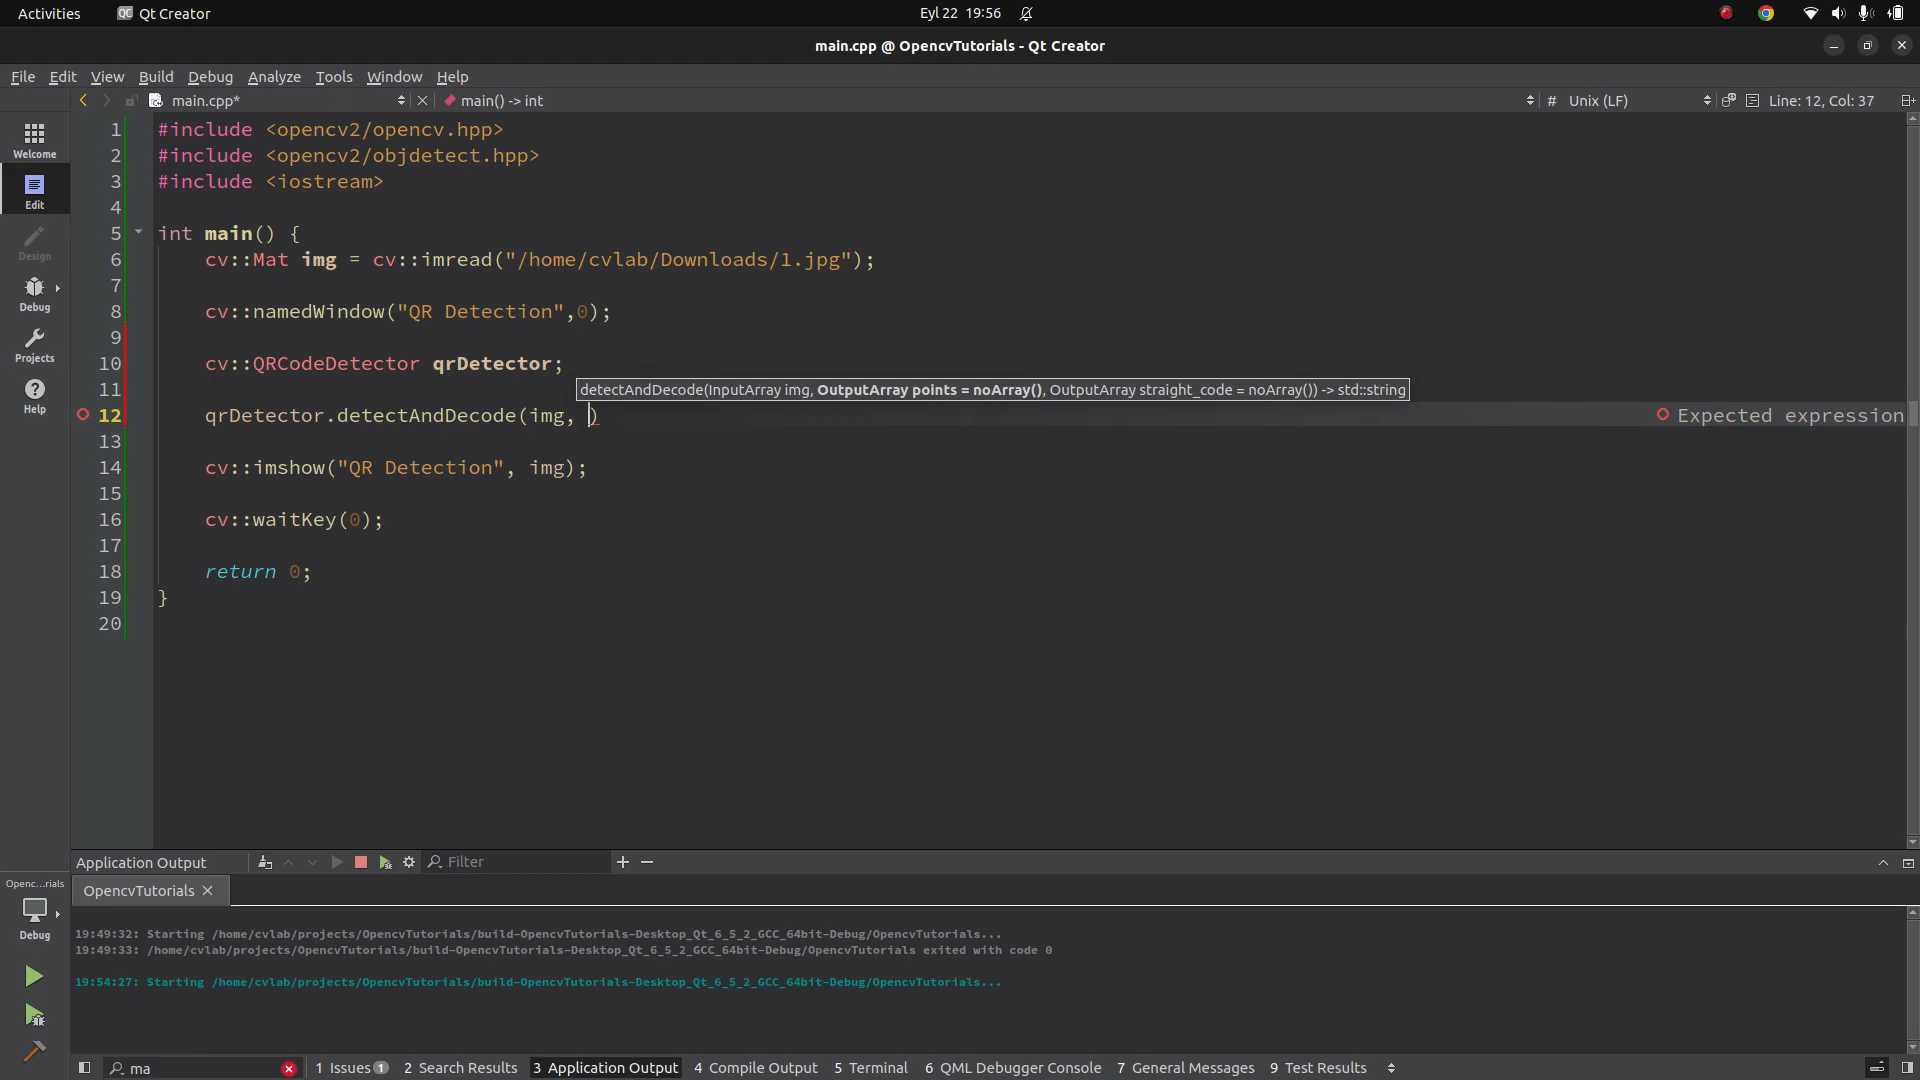 Activities Qt Creator Eyl 22 19:56
main.cpp @ OpencvTutorials - Qt Creator
File Edit View Build Debug Analyze Tools Window Help
main.cpp* main() -> int # Unix (LF) Line: 12, Col: 37
Welcome
Edit
Design
Debug
Projects
Help
1 #include <opencv2/opencv.hpp>
2 #include <opencv2/objdetect.hpp>
3 #include <iostream>
4
5 int main() {
6 cv::Mat img = cv::imread("/home/cvlab/Downloads/1.jpg");
7
8 cv::namedWindow("QR Detection",0);
9
10 cv::QRCodeDetector qrDetector;
11 detectAndDecode(InputArray img, OutputArray points = noArray(), OutputArray straight_code = noArray()) -> std::string
12 qrDetector.detectAndDecode(img, ) Expected expression
13
14 cv::imshow("QR Detection", img);
15
16 cv::waitKey(0);
17
18 return 0;
19 }
20
Application Output Filter
Openc...rials
OpencvTutorials
Debug
19:49:32: Starting /home/cvlab/projects/OpencvTutorials/build-OpencvTutorials-Desktop_Qt_6_5_2_GCC_64bit-Debug/OpencvTutorials...
19:49:33: /home/cvlab/projects/OpencvTutorials/build-OpencvTutorials-Desktop_Qt_6_5_2_GCC_64bit-Debug/OpencvTutorials exited with code 0
19:54:27: Starting /home/cvlab/projects/OpencvTutorials/build-OpencvTutorials-Desktop_Qt_6_5_2_GCC_64bit-Debug/OpencvTutorials...
ma 1 Issues 1 2 Search Results 3 Application Output 4 Compile Output 5 Terminal 6 QML Debugger Console 7 General Messages 9 Test Results